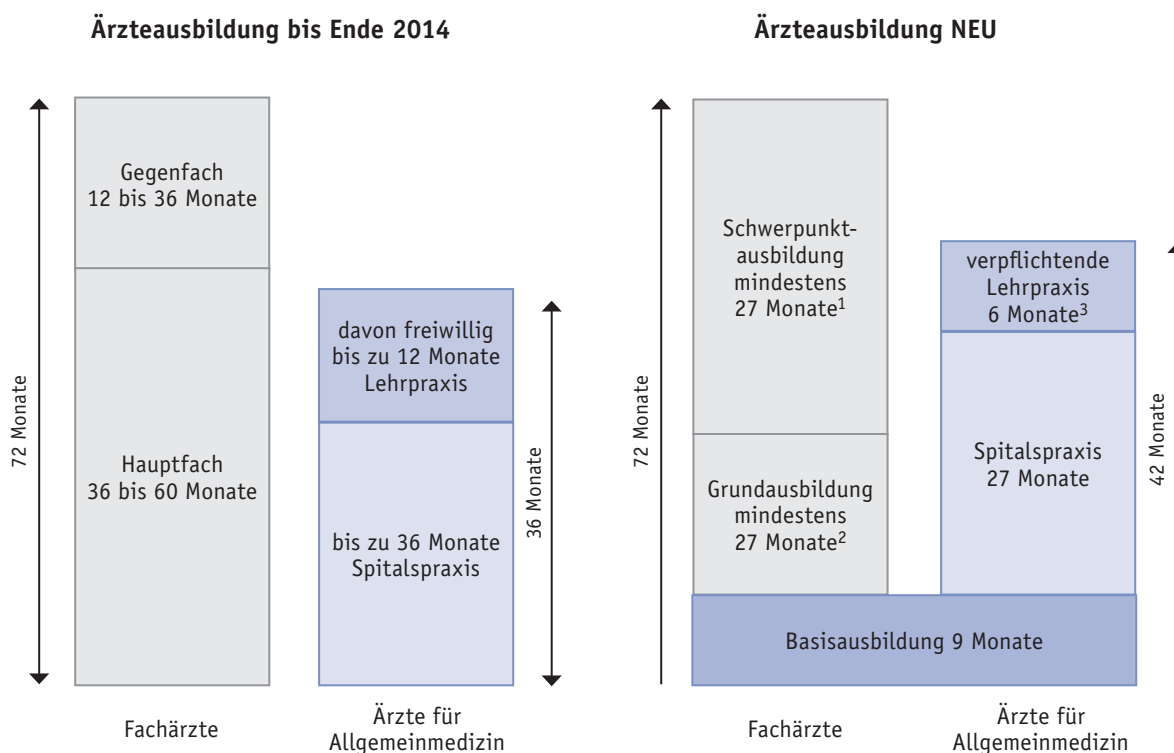 Ärzteausbildung bis Ende 2014
72 Monate
Gegenfach
12 bis 36 Monate
Hauptfach
36 bis 60 Monate
Fachärzte
davon freiwillig
bis zu 12 Monate
Lehrpraxis
bis zu 36 Monate
Spitalspraxis
36 Monate
Ärzte für
Allgemeinmedizin
Ärzteausbildung NEU
72 Monate
Schwerpunkt-
ausbildung
mindestens
27 Monate¹
Grundausbildung
mindestens
27 Monate²
verpflichtende
Lehrpraxis
6 Monate³
Spitalspraxis
27 Monate
42 Monate
Basisausbildung 9 Monate
Fachärzte
Ärzte für
Allgemeinmedizin